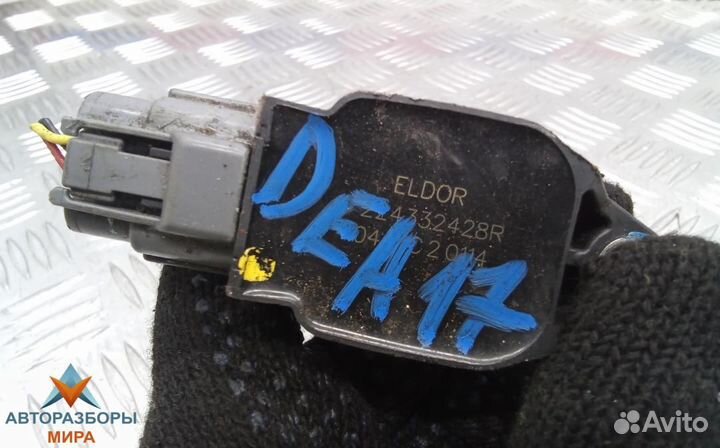 ELDOR
224332428R
DEA17
АВТОРАЗБОРЫ
МИРА
Avito